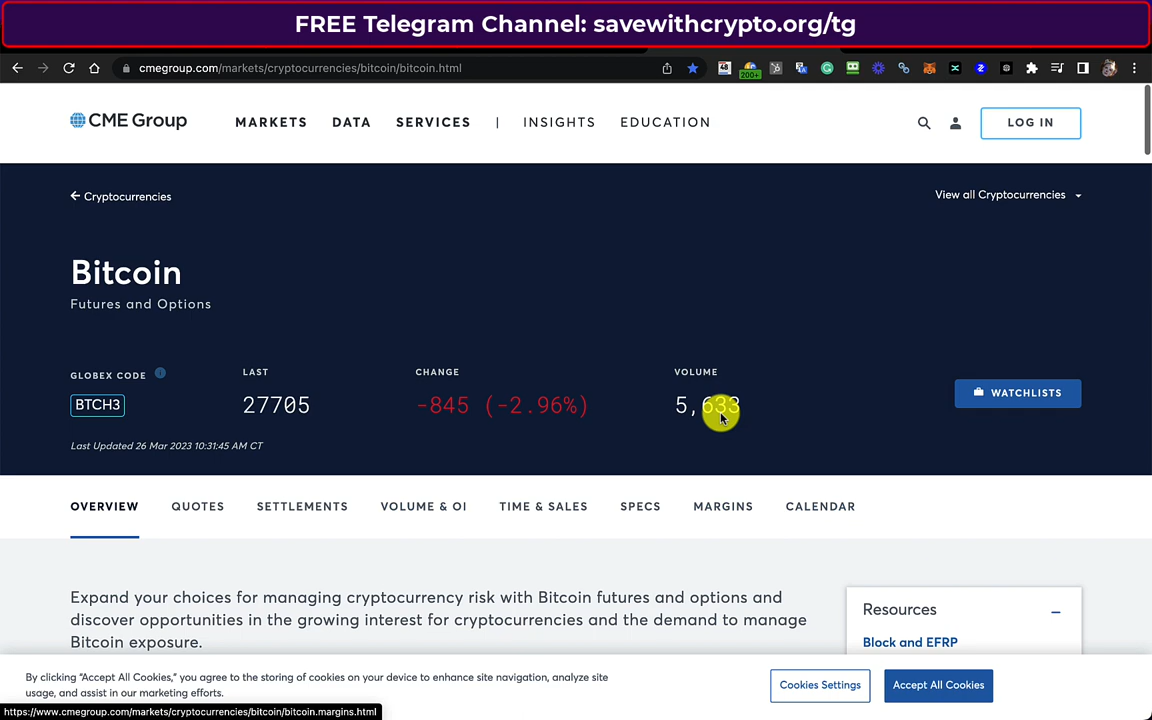 FREE Telegram Channel: savewithcrypto.org/tg
cmegroup.com/markets/cryptocurrencies/bitcoin/bitcoin.html
200+
CME Group
MARKETS DATA SERVICES | INSIGHTS EDUCATION
LOG IN
← Cryptocurrencies
View all Cryptocurrencies
Bitcoin
Futures and Options
GLOBEX CODE LAST CHANGE VOLUME
BTCH3 27705 -845 (-2.96%) 5,633
WATCHLISTS
Last Updated 26 Mar 2023 10:31:45 AM CT
OVERVIEW QUOTES SETTLEMENTS VOLUME & OI TIME & SALES SPECS MARGINS CALENDAR
Expand your choices for managing cryptocurrency risk with Bitcoin futures and options and
discover opportunities in the growing interest for cryptocurrencies and the demand to manage
Bitcoin exposure.
Resources
Block and EFRP
By clicking “Accept All Cookies,” you agree to the storing of cookies on your device to enhance site navigation, analyze site
usage, and assist in our marketing efforts.
Cookies Settings
Accept All Cookies
https://www.cmegroup.com/markets/cryptocurrencies/bitcoin/bitcoin.margins.html